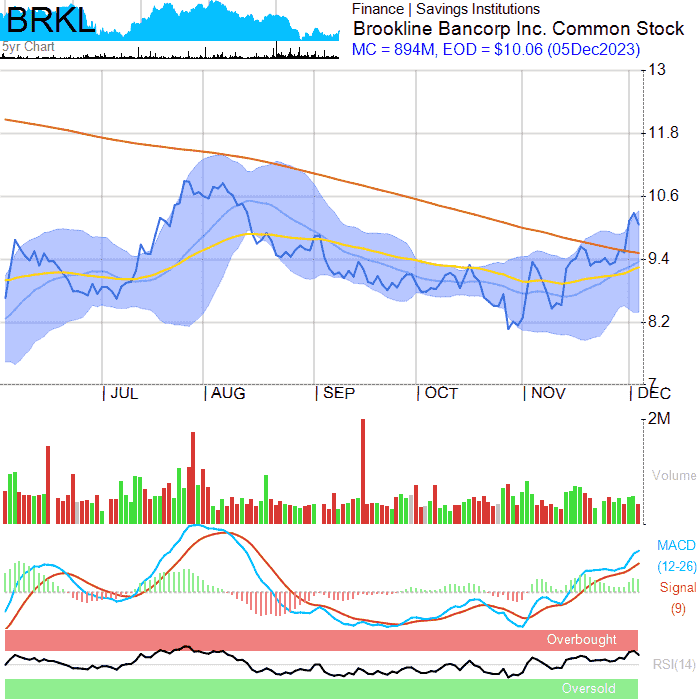 BRKL
5yr Chart
Finance | Savings Institutions
Brookline Bancorp Inc. Common Stock
MC = 894M, EOD = $10.06 (05Dec2023)
13
11.8
10.6
9.4
8.2
7
| JUL | AUG | SEP | OCT | NOV | DEC
2M
Volume
MACD
(12-26)
Signal
(9)
Overbought
RSI(14)
Oversold